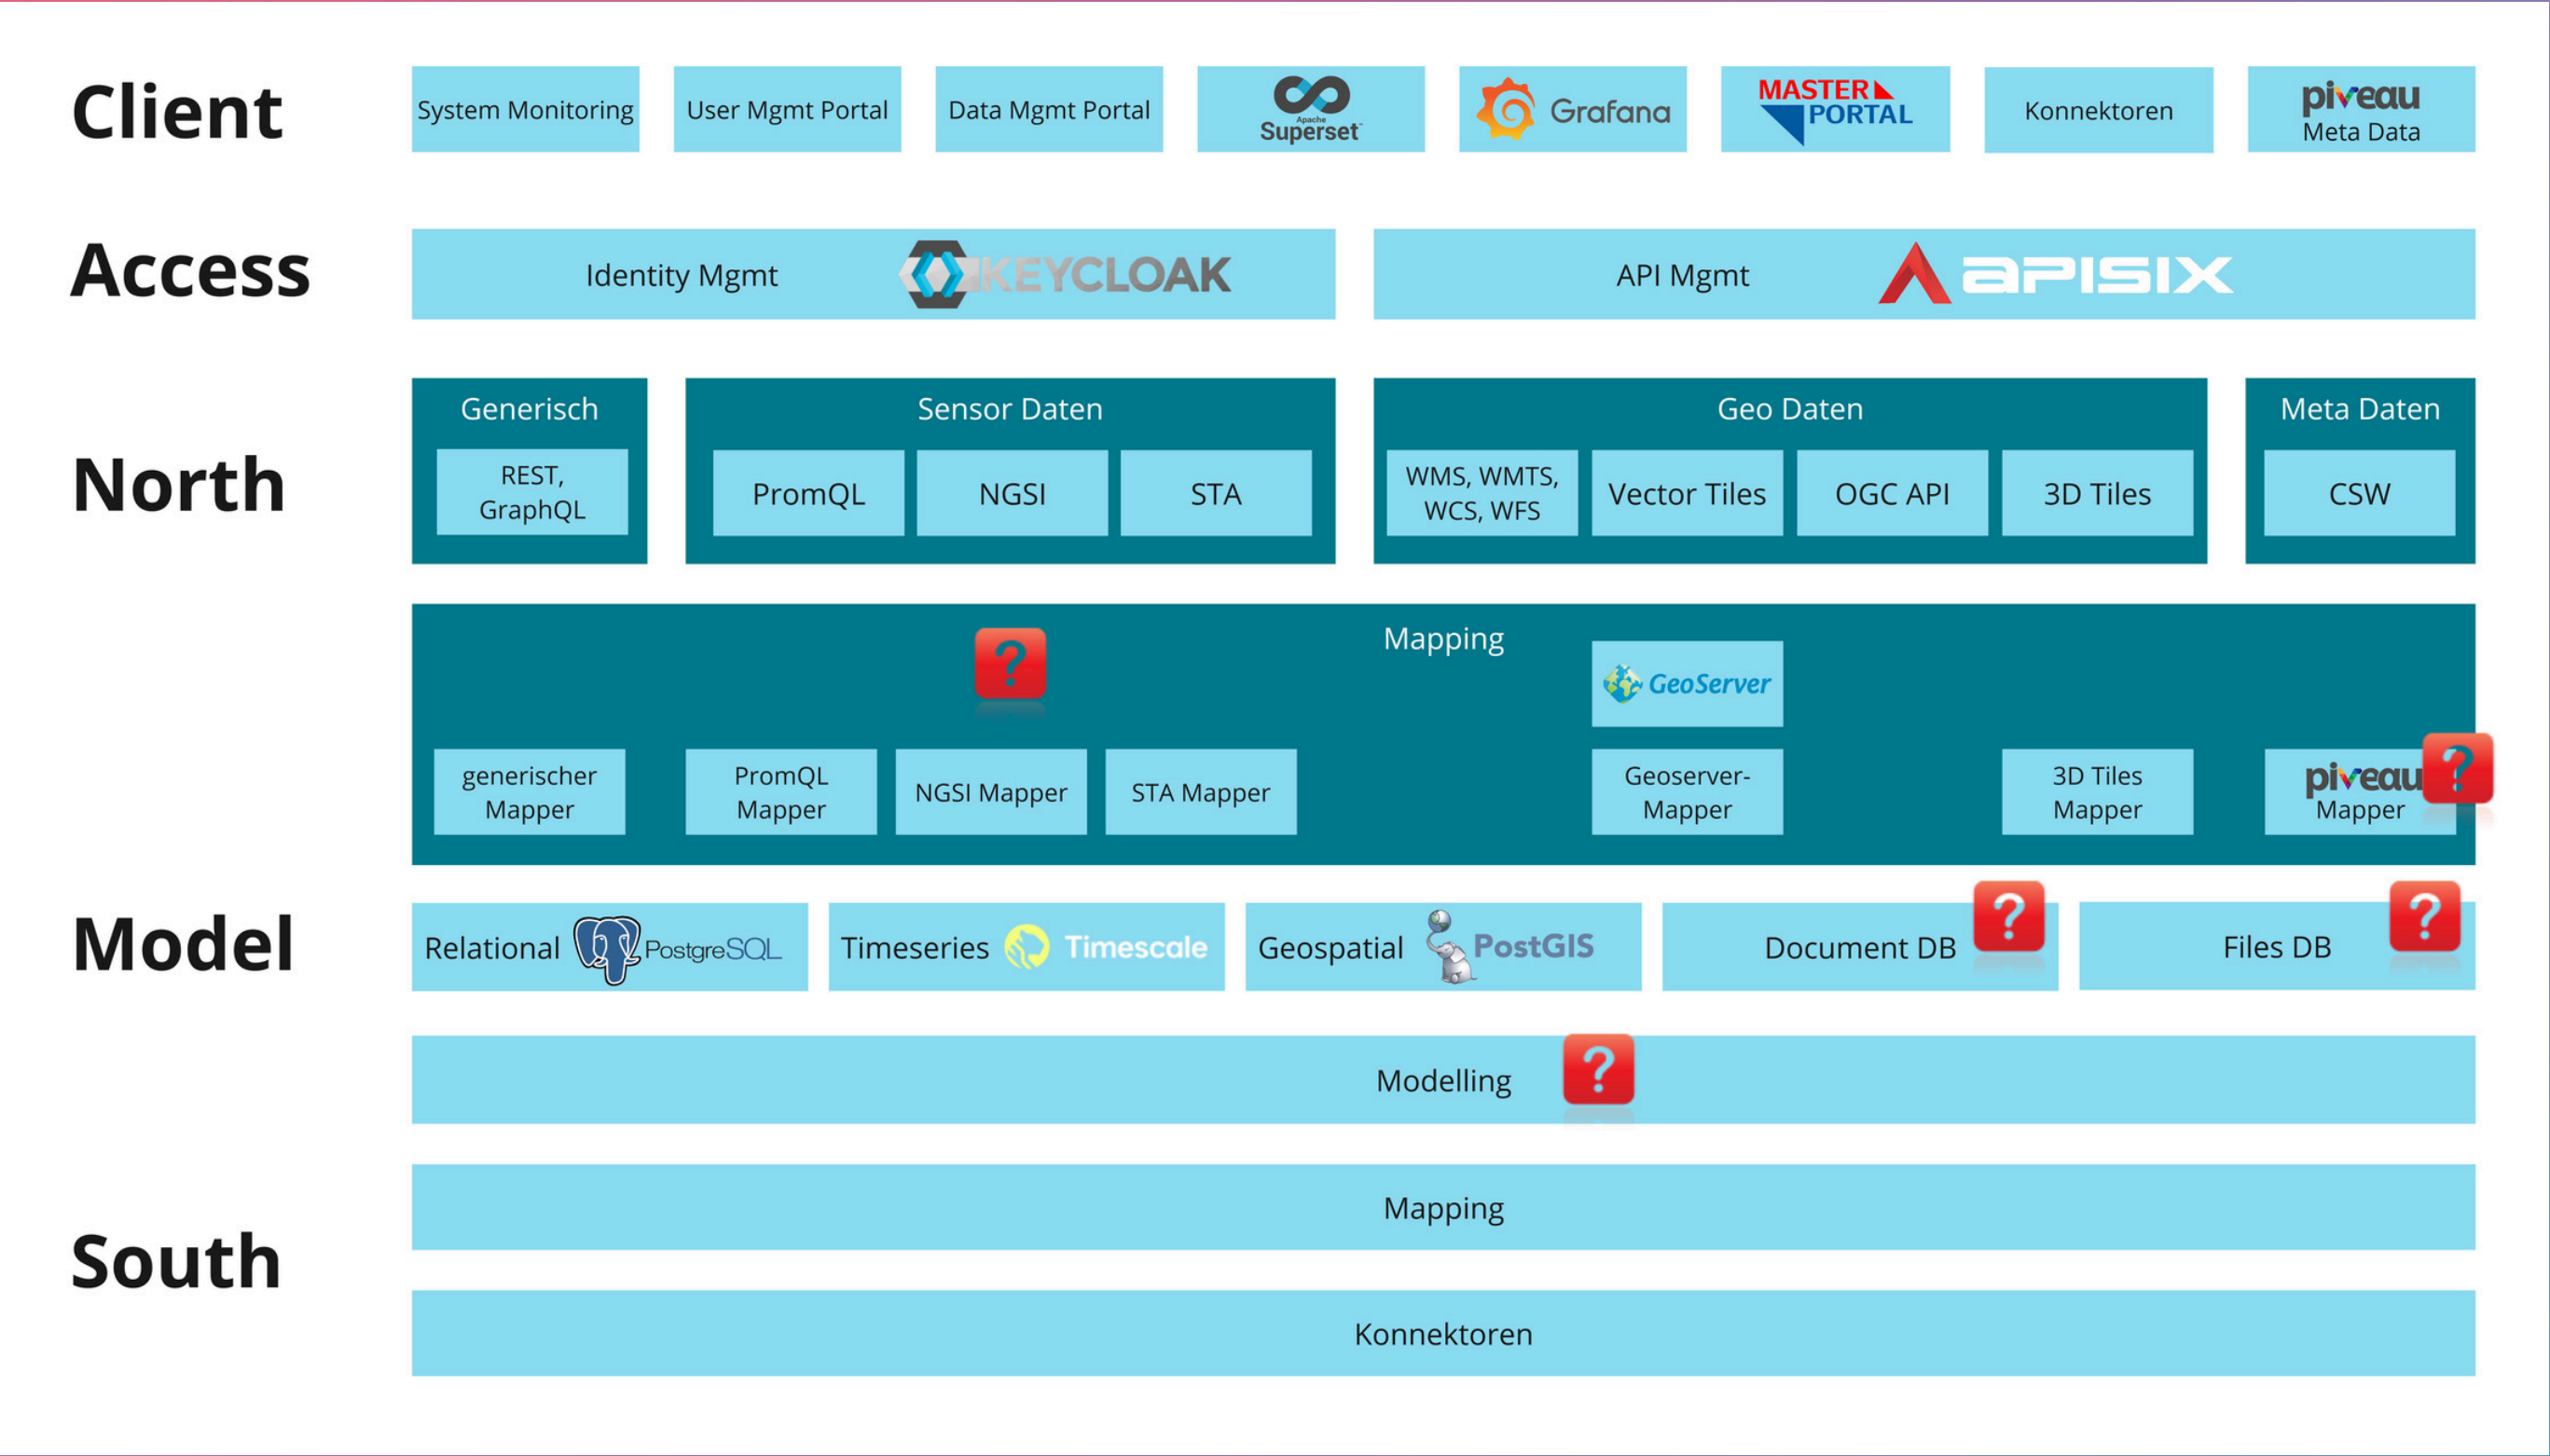 Client
System Monitoring
User Mgmt Portal
Data Mgmt Portal
Apache
Superset™
Grafana
MASTER
PORTAL
Konnektoren
piveau
Meta Data
Access
Identity Mgmt
KEYCLOAK
API Mgmt
APISIX
North
Generisch
REST,
GraphQL
Sensor Daten
PromQL
NGSI
STA
Geo Daten
WMS, WMTS,
WCS, WFS
Vector Tiles
OGC API
3D Tiles
Meta Daten
CSW
Mapping
?
GeoServer
generischer
Mapper
PromQL
Mapper
NGSI Mapper
STA Mapper
Geoserver-
Mapper
3D Tiles
Mapper
piveau
Mapper
?
Model
Relational
PostgreSQL
Timeseries
Timescale
Geospatial
PostGIS
Document DB
?
Files DB
?
Modelling
?
South
Mapping
Konnektoren